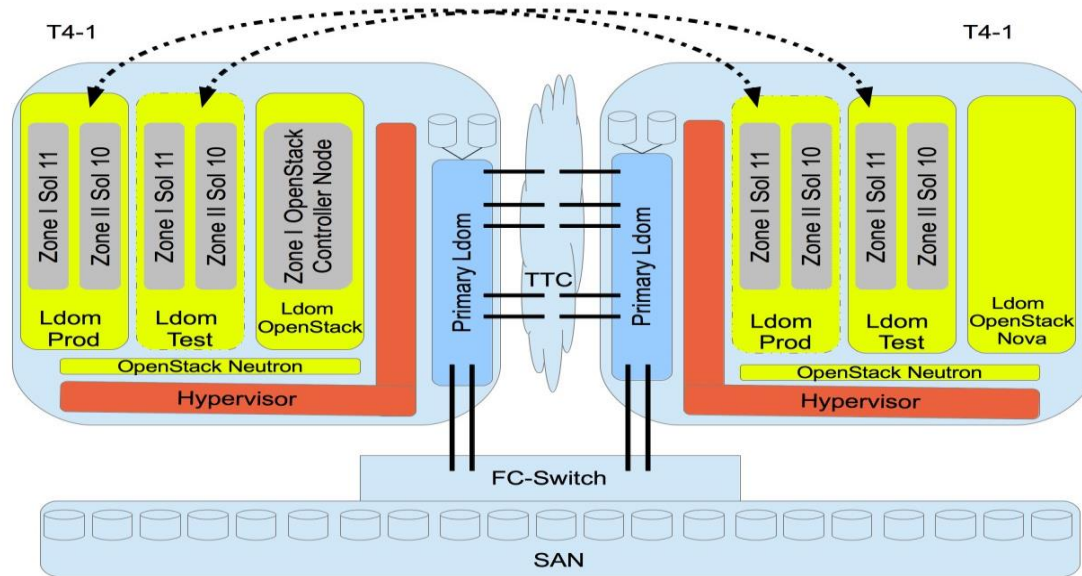 T4-1
T4-1
Zone I Sol 11
Zone II Sol 10
Zone I Sol 11
Zone II Sol 10
Zone I OpenStack
Controller Node
Ldom
Prod
Ldom
Test
Ldom
OpenStack
OpenStack Neutron
Hypervisor
Primary Ldom
TTC
Primary Ldom
Zone I Sol 11
Zone II Sol 10
Zone I Sol 11
Zone II Sol 10
Ldom
Prod
Ldom
Test
Ldom
OpenStack
Nova
OpenStack Neutron
Hypervisor
FC-Switch
SAN